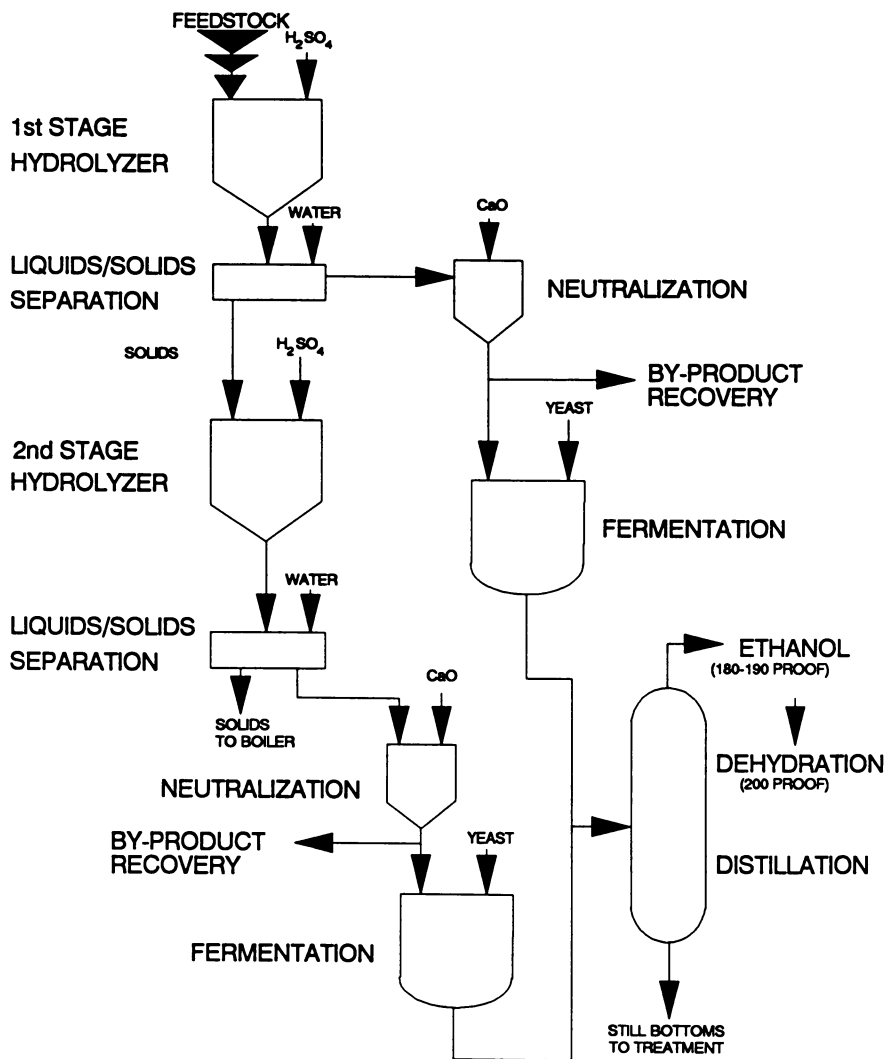 FEEDSTOCK
H₂SO₄
1st STAGE
HYDROLYZER
WATER
CaO
LIQUIDS/SOLIDS
SEPARATION
NEUTRALIZATION
SOLIDS
H₂SO₄
BY-PRODUCT
RECOVERY
YEAST
2nd STAGE
HYDROLYZER
FERMENTATION
WATER
LIQUIDS/SOLIDS
SEPARATION
ETHANOL
(180-190 PROOF)
CaO
SOLIDS
TO BOILER
DEHYDRATION
(200 PROOF)
NEUTRALIZATION
BY-PRODUCT
RECOVERY
YEAST
DISTILLATION
FERMENTATION
STILL BOTTOMS
TO TREATMENT